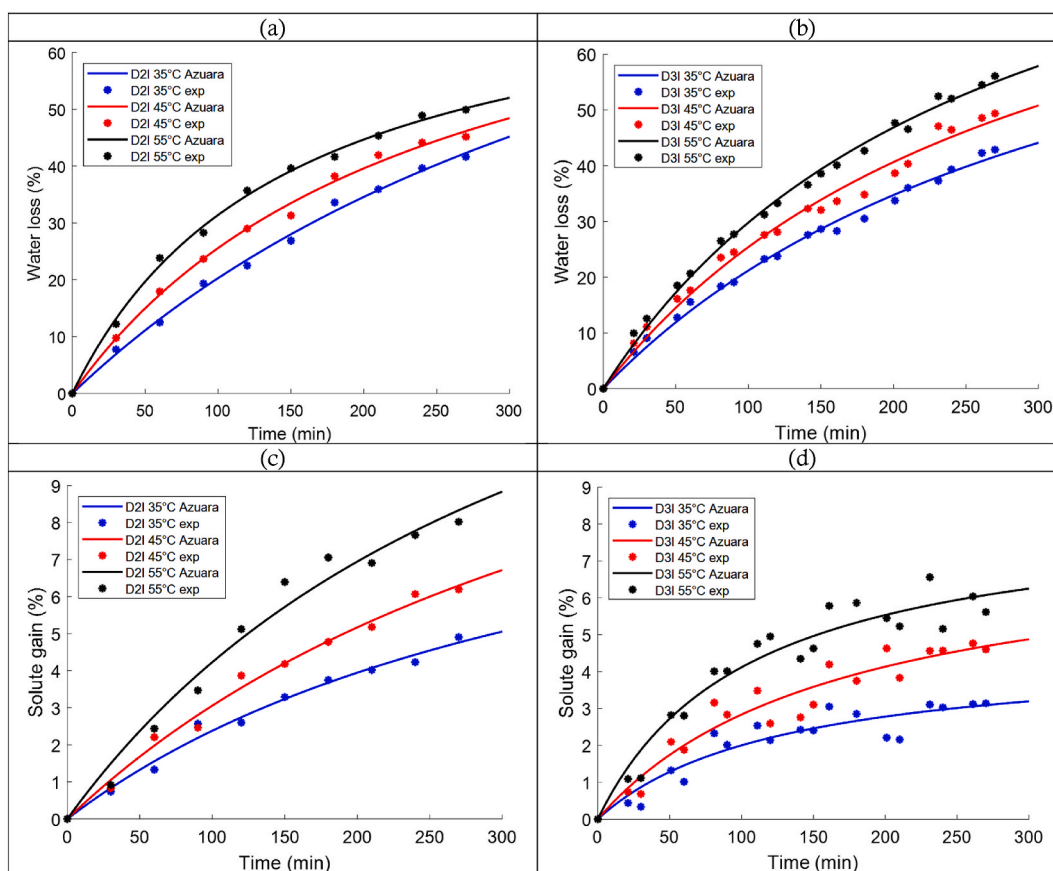 (a)
(b)
60
50
40
30
20
10
0
Water loss (%)
D2I 35°C Azuara
D2I 35°C exp
D2I 45°C Azuara
D2I 45°C exp
D2I 55°C Azuara
D2I 55°C exp
0 50 100 150 200 250 300
Time (min)
60
50
40
30
20
10
0
Water loss (%)
D3I 35°C Azuara
D3I 35°C exp
D3I 45°C Azuara
D3I 45°C exp
D3I 55°C Azuara
D3I 55°C exp
0 50 100 150 200 250 300
Time (min)
(c)
(d)
9
8
7
6
5
4
3
2
1
0
Solute gain (%)
D2I 35°C Azuara
D2I 35°C exp
D2I 45°C Azuara
D2I 45°C exp
D2I 55°C Azuara
D2I 55°C exp
0 50 100 150 200 250 300
Time (min)
9
8
7
6
5
4
3
2
1
0
Solute gain (%)
D3I 35°C Azuara
D3I 35°C exp
D3I 45°C Azuara
D3I 45°C exp
D3I 55°C Azuara
D3I 55°C exp
0 50 100 150 200 250 300
Time (min)